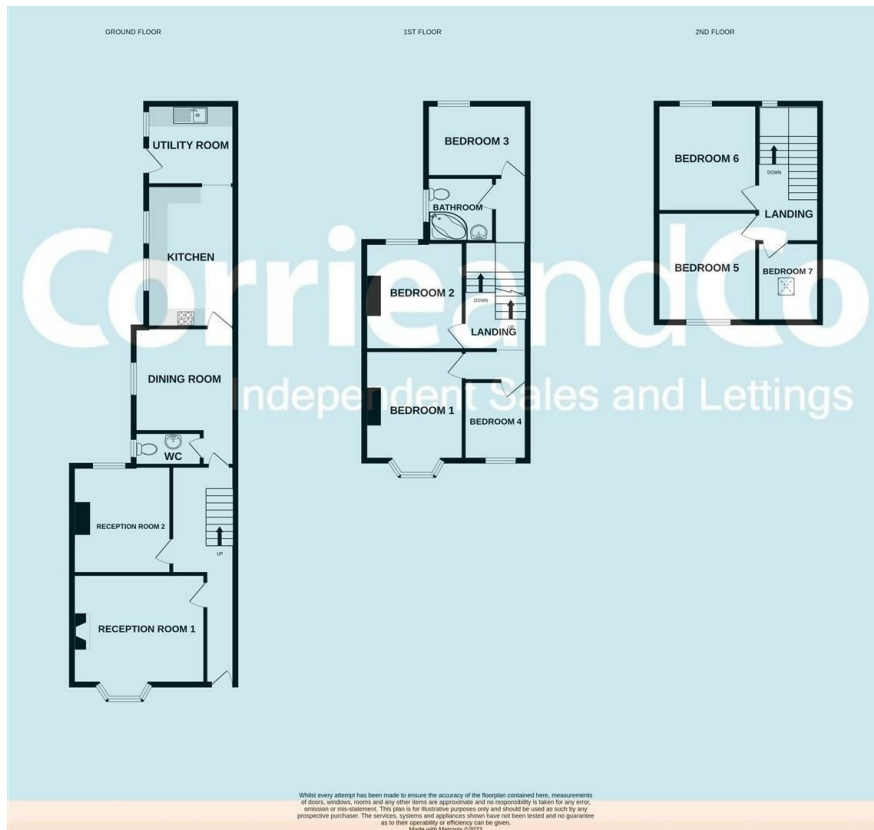 GROUND FLOOR
1ST FLOOR
2ND FLOOR
UTILITY ROOM
KITCHEN
DINING ROOM
WC
RECEPTION ROOM 2
UP
RECEPTION ROOM 1
BEDROOM 3
BATHROOM
BEDROOM 2
DOWN
UP
LANDING
BEDROOM 1
BEDROOM 4
BEDROOM 6
DOWN
LANDING
BEDROOM 5
BEDROOM 7
CorrieandCo
Independent Sales and Lettings
Whilst every attempt has been made to ensure the accuracy of the floorplan contained here, measurements
of doors, windows, rooms and any other items are approximate and no responsibility is taken for any error,
omission or mis-statement. This plan is for illustrative purposes only and should be used as such by any
prospective purchaser. The services, systems and appliances shown have not been tested and no guarantee
as to their operability or efficiency can be given.
Made with Metropix ©2023